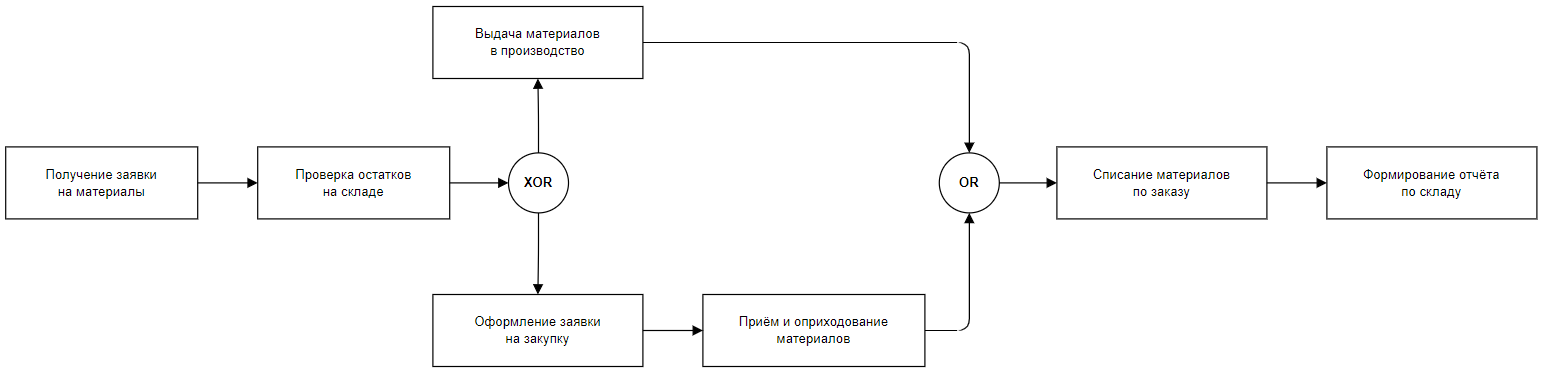 Получение заявки
на материалы
Проверка остатков
на складе
XOR
Выдача материалов
в производство
Оформление заявки
на закупку
Приём и оприходование
материалов
OR
Списание материалов
по заказу
Формирование отчёта
по складу